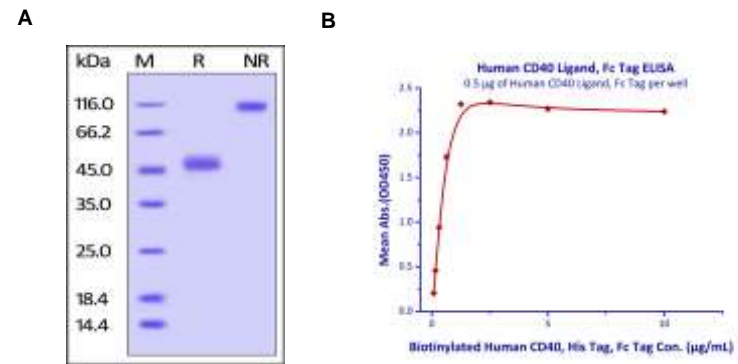 A
B
kDa M R NR
116.0
66.2
45.0
35.0
25.0
18.4
14.4
Human CD40 Ligand, Fc Tag ELISA
0.5 μg of Human CD40 Ligand, Fc Tag per well
Mean Abs.(OD450)
2.5
2.0
1.5
1.0
0.5
0.0
0 5 10
Biotinylated Human CD40, His Tag, Fc Tag Con. (μg/mL)